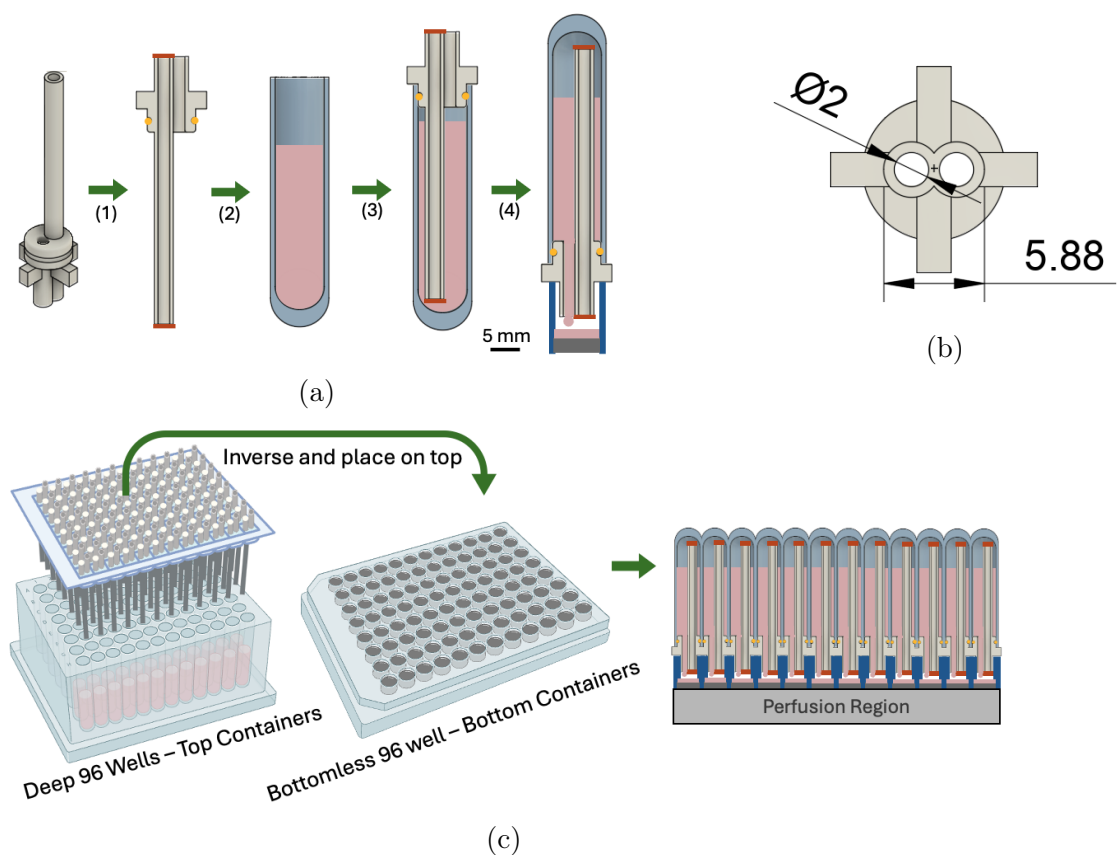 (1)
(2)
(3)
(4)
5 mm
(a)
Ø2
5.88
(b)
Inverse and place on top
Deep 96 Wells – Top Containers
Bottomless 96 well – Bottom Containers
Perfusion Region
(c)